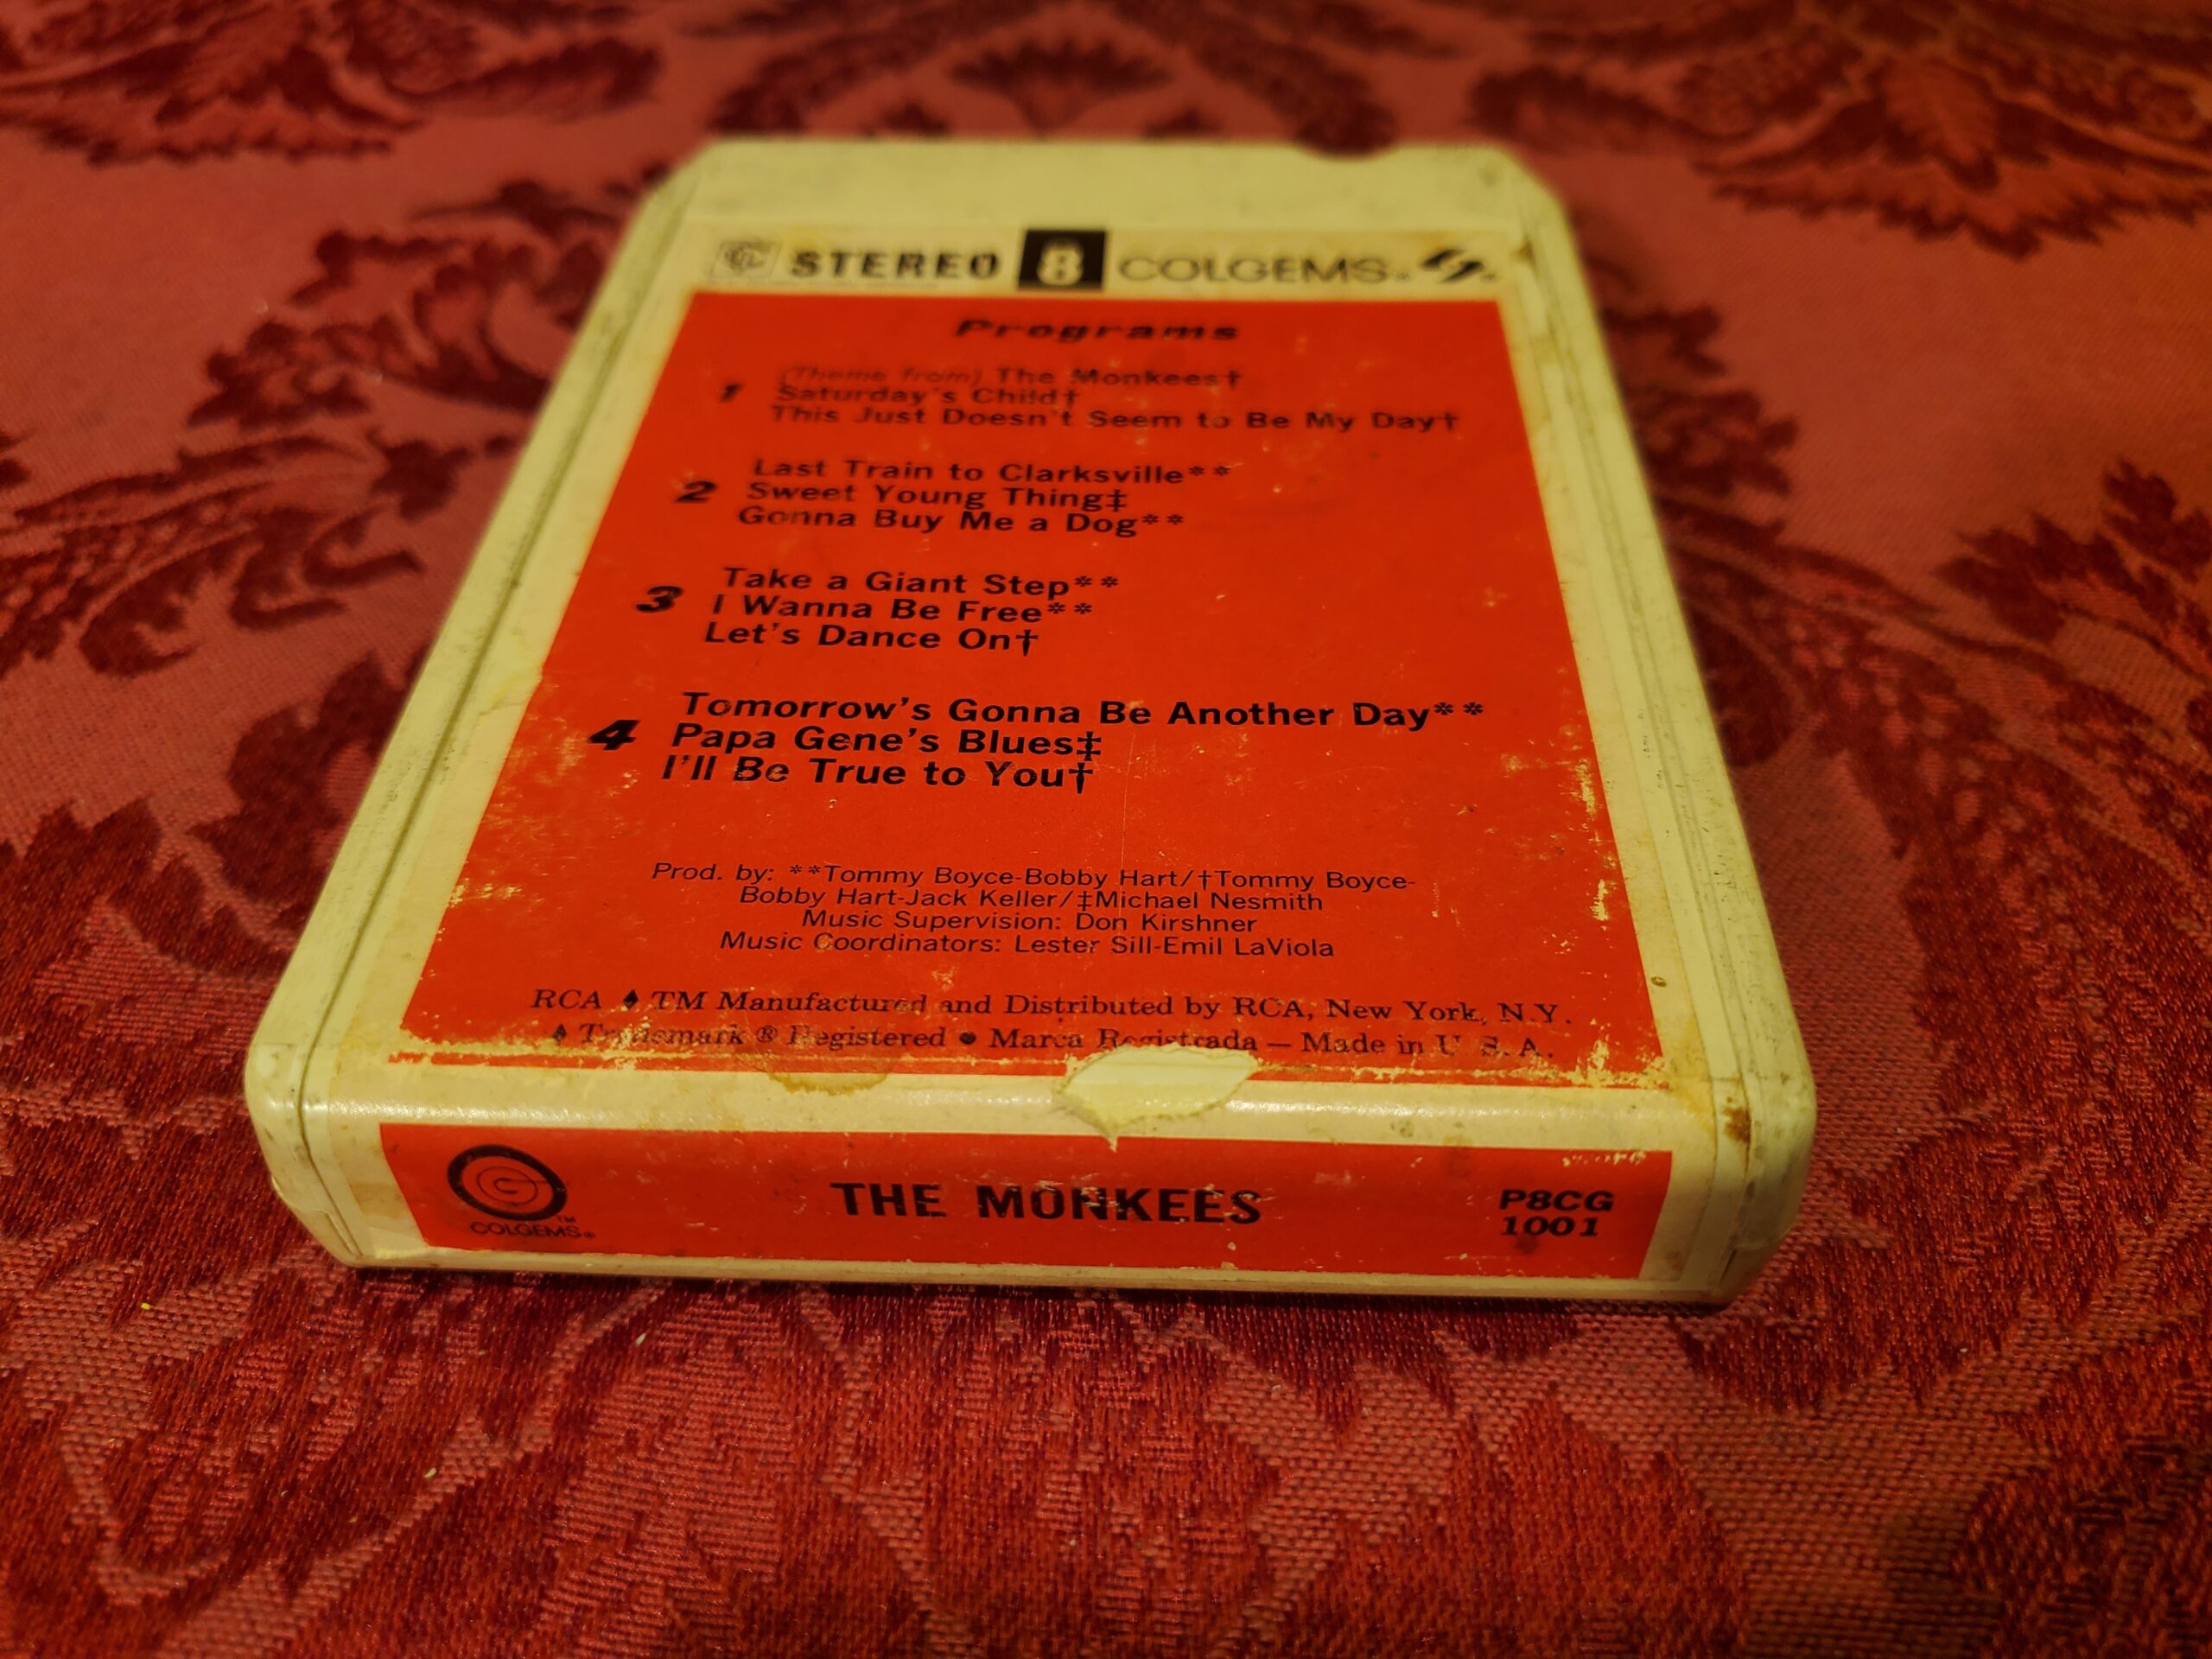 STEREO 8 COLGEMS®
Programs
1
(Theme from) The Monkees†
Saturday's Child†
This Just Doesn't Seem to Be My Day†
2
Last Train to Clarksville**
Sweet Young Thing‡
Gonna Buy Me a Dog**
3
Take a Giant Step**
I Wanna Be Free**
Let's Dance On†
4
Tomorrow's Gonna Be Another Day**
Papa Gene's Blues‡
I'll Be True to You†
Prod. by: **Tommy Boyce-Bobby Hart/†Tommy Boyce-
Bobby Hart-Jack Keller/‡Michael Nesmith
Music Supervision: Don Kirshner
Music Coordinators: Lester Sill-Emil LaViola
RCA ♦ TM Manufactured and Distributed by RCA, New York, N.Y.
♦ Trademark ® Registered ● Marca Registrada — Made in U. S. A.
TM
COLGEMS®
THE MONKEES
P8CG
1001